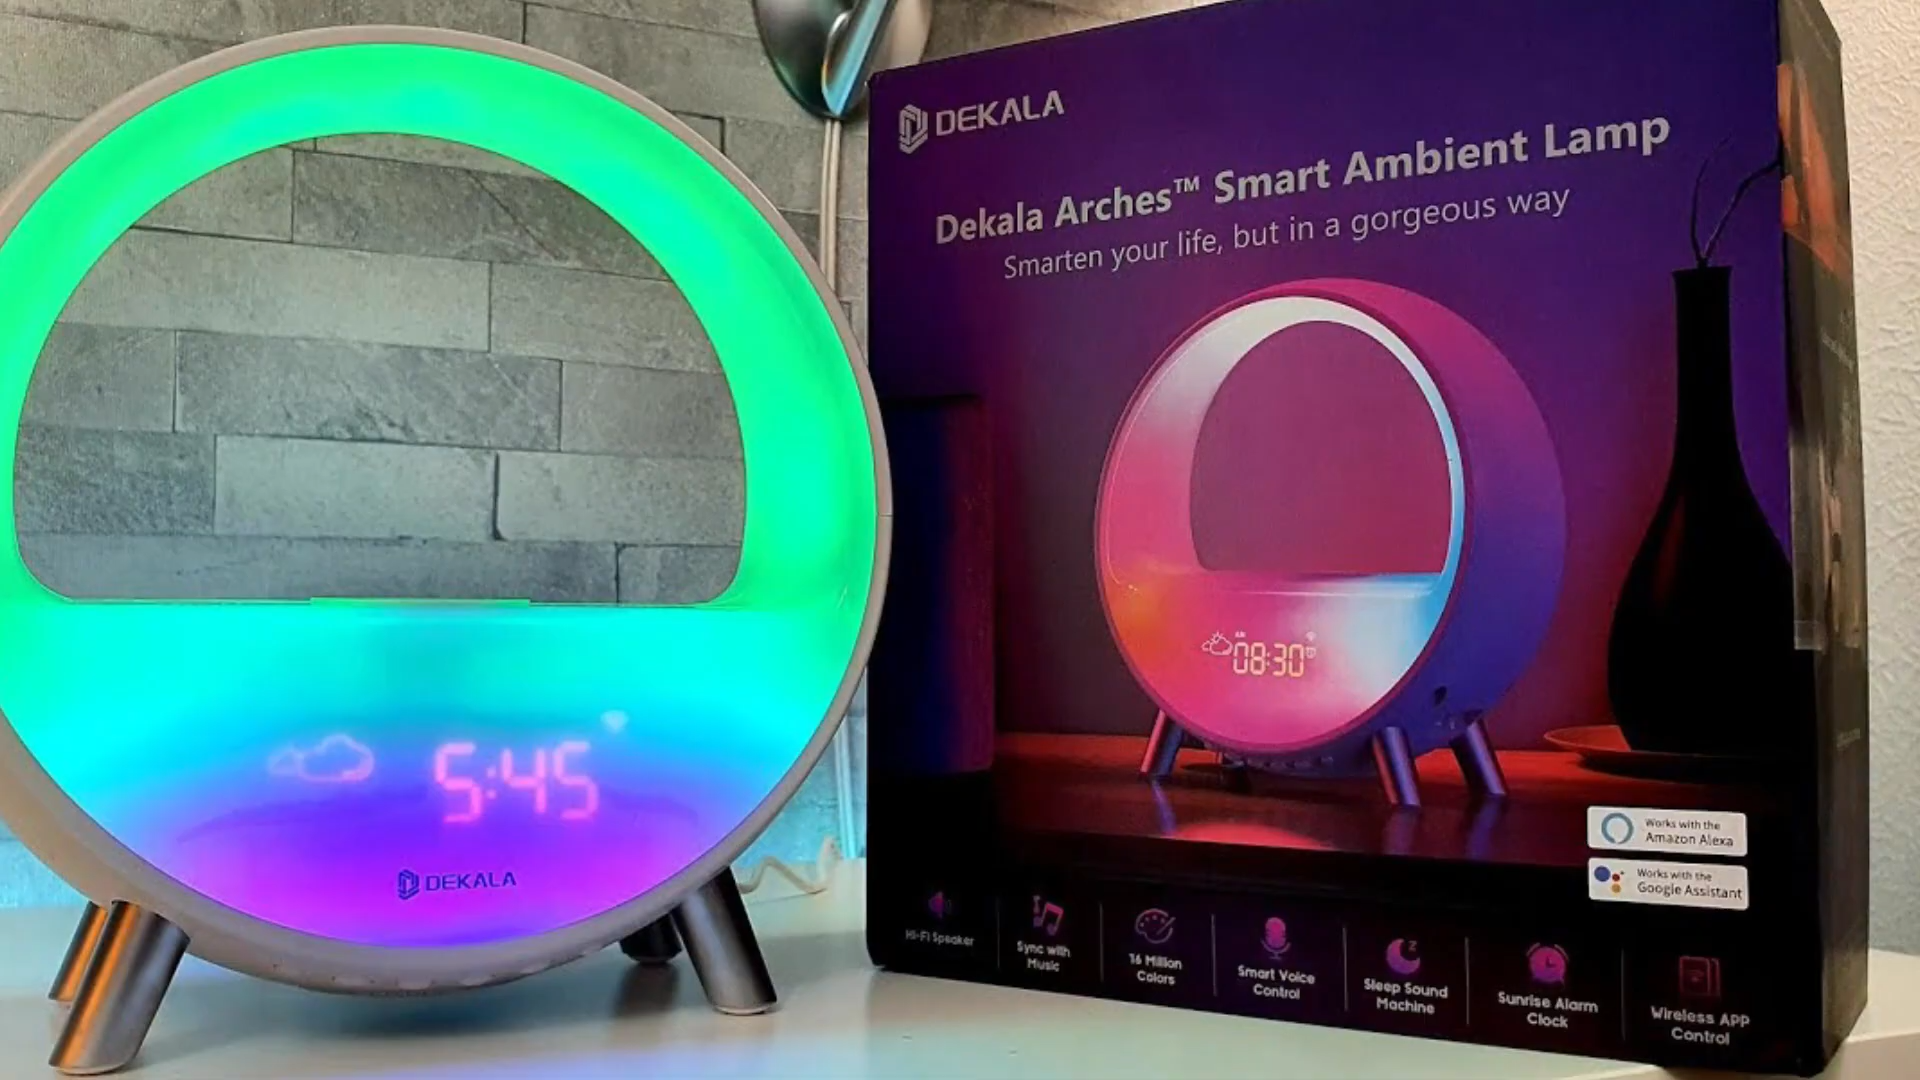 5:45
DEKALA
DEKALA
Dekala Arches™ Smart Ambient Lamp
Smarten your life, but in a gorgeous way
AM
08:30
Works with the
Amazon Alexa
Works with the
Google Assistant
Hi-Fi Speaker
Sync with
Music
16 Million
Colors
Smart Voice
Control
Sleep Sound
Machine
Sunrise Alarm
Clock
Wireless APP
Control